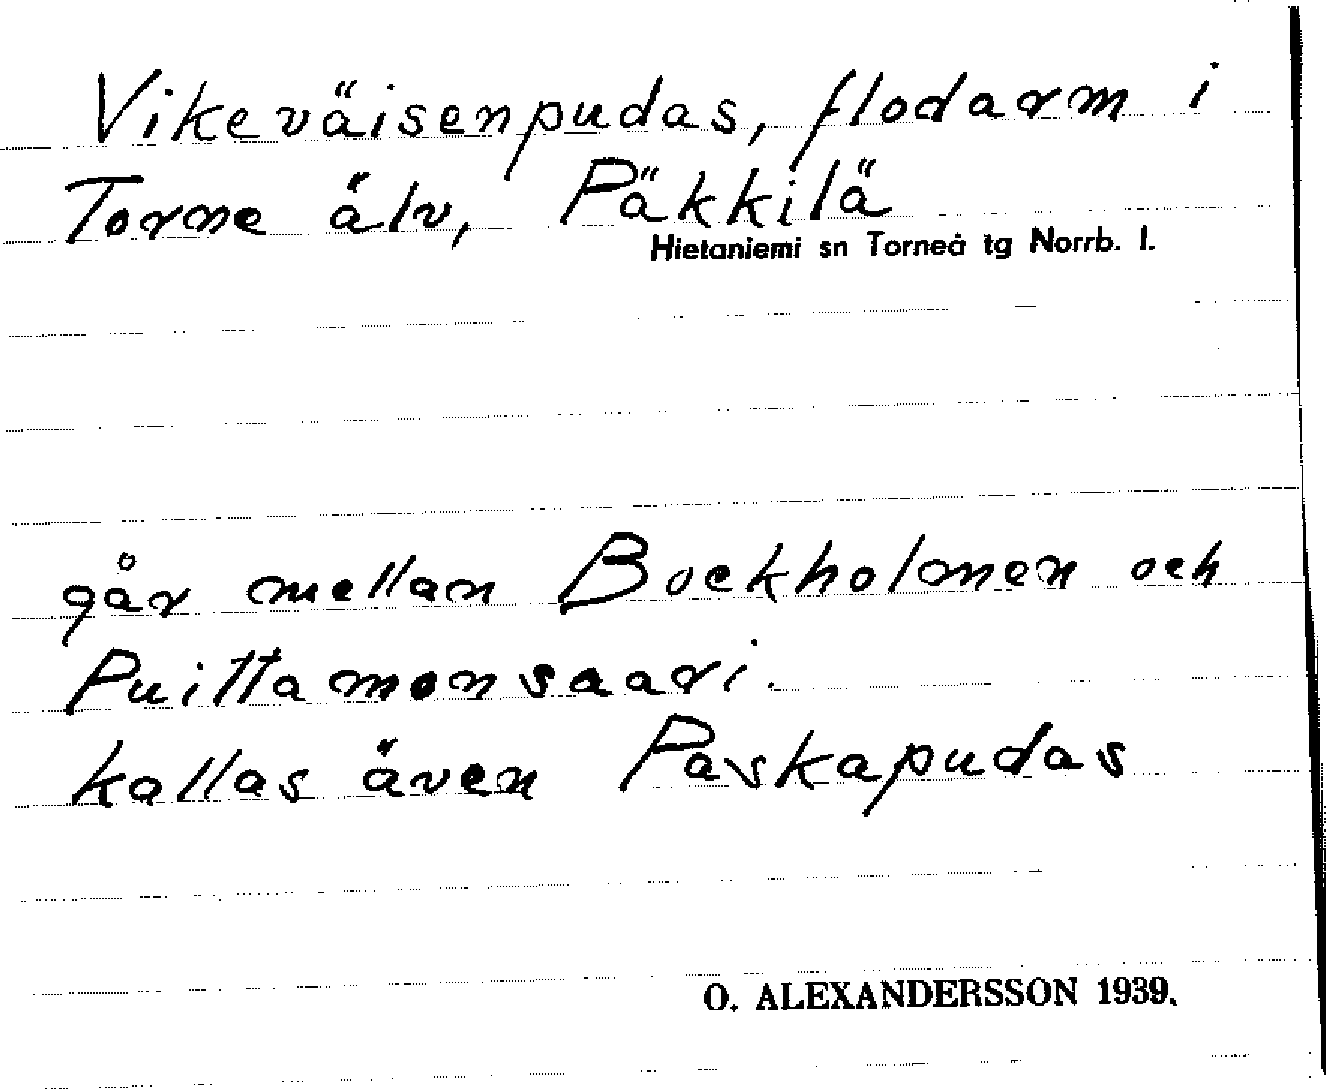 Vikeväisenpudas, flodarm i
Torne älv, Päkkilä
Hietaniemi sn Torneå tg Norrb. l.
går mellan Bockholmen och
Puittamonsaari.
kallas även Paskapudas
O. ALEXANDERSSON 1939.